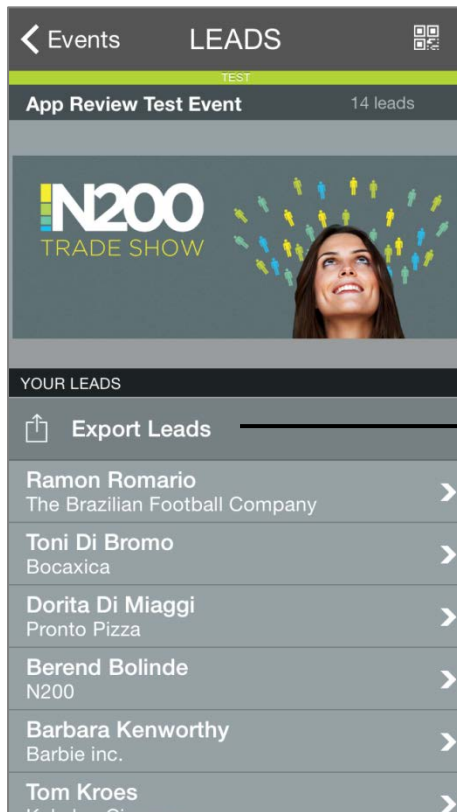 Events
LEADS
TEST
App Review Test Event
14 leads
N200
TRADE SHOW
YOUR LEADS
Export Leads
Ramon Romario
The Brazilian Football Company
Toni Di Bromo
Bocaxica
Dorita Di Miaggi
Pronto Pizza
Berend Bolinde
N200
Barbara Kenworthy
Barbie inc.
Tom Kroes